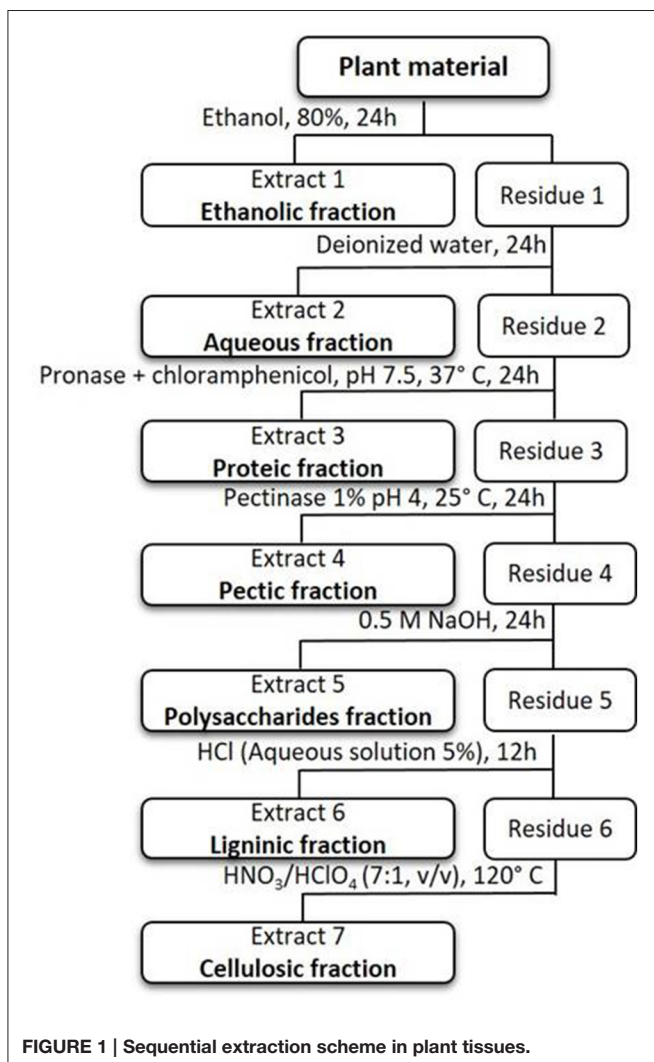 Plant material
Ethanol, 80%, 24h
Extract 1
Ethanolic fraction
Residue 1
Deionized water, 24h
Extract 2
Aqueous fraction
Residue 2
Pronase + chloramphenicol, pH 7.5, 37° C, 24h
Extract 3
Proteic fraction
Residue 3
Pectinase 1% pH 4, 25° C, 24h
Extract 4
Pectic fraction
Residue 4
0.5 M NaOH, 24h
Extract 5
Polysaccharides fraction
Residue 5
HCl (Aqueous solution 5%), 12h
Extract 6
Ligninic fraction
Residue 6
HNO₃/HClO₄ (7:1, v/v), 120° C
Extract 7
Cellulosic fraction
FIGURE 1 | Sequential extraction scheme in plant tissues.